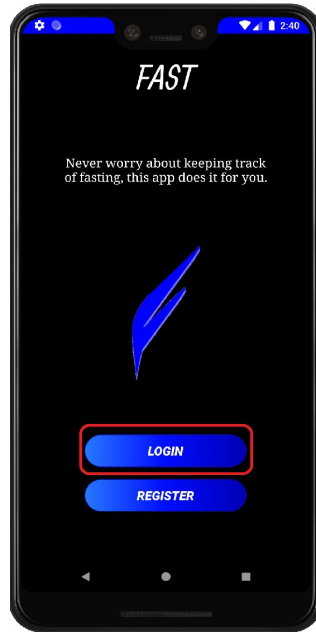 2:40
FAST
Never worry about keeping track
of fasting, this app does it for you.
LOGIN
REGISTER